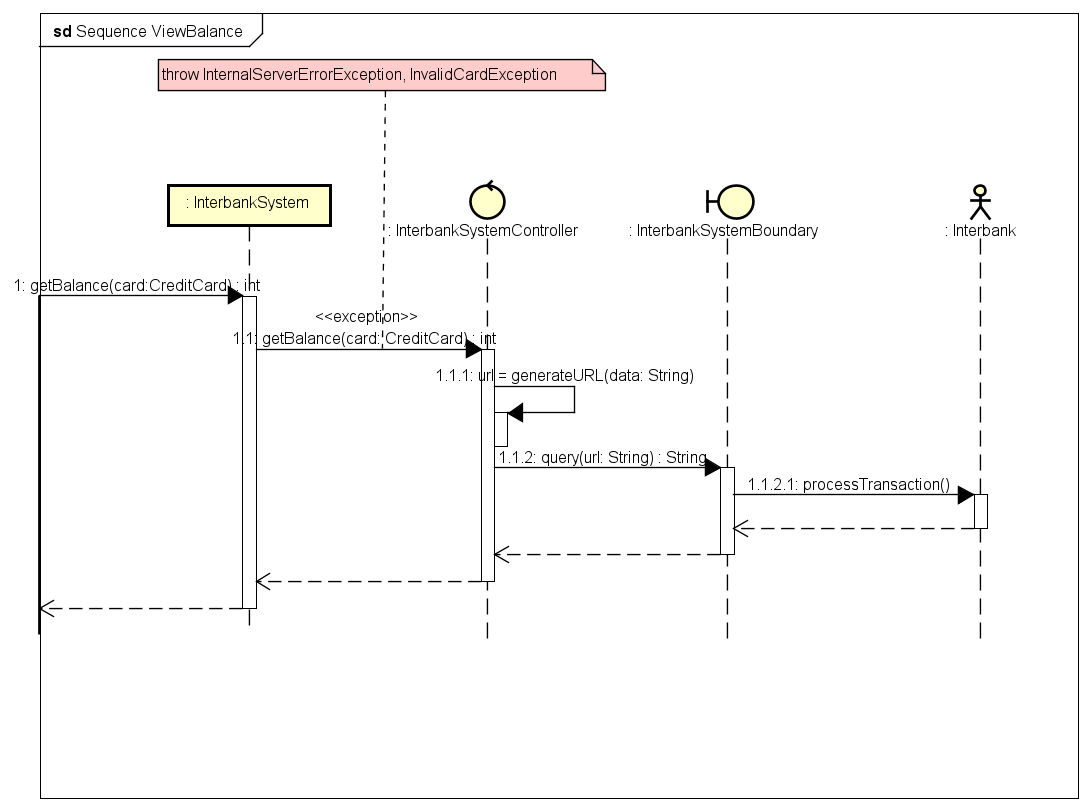 sd Sequence ViewBalance
throw InternalServerErrorException, InvalidCardException
: InterbankSystem
: InterbankSystemController
: InterbankSystemBoundary
: Interbank
1: getBalance(card:CreditCard) : int
<<exception>>
1.1: getBalance(card: CreditCard) : int
1.1.1: url = generateURL(data: String)
1.1.2: query(url: String) : String
1.1.2.1: processTransaction()